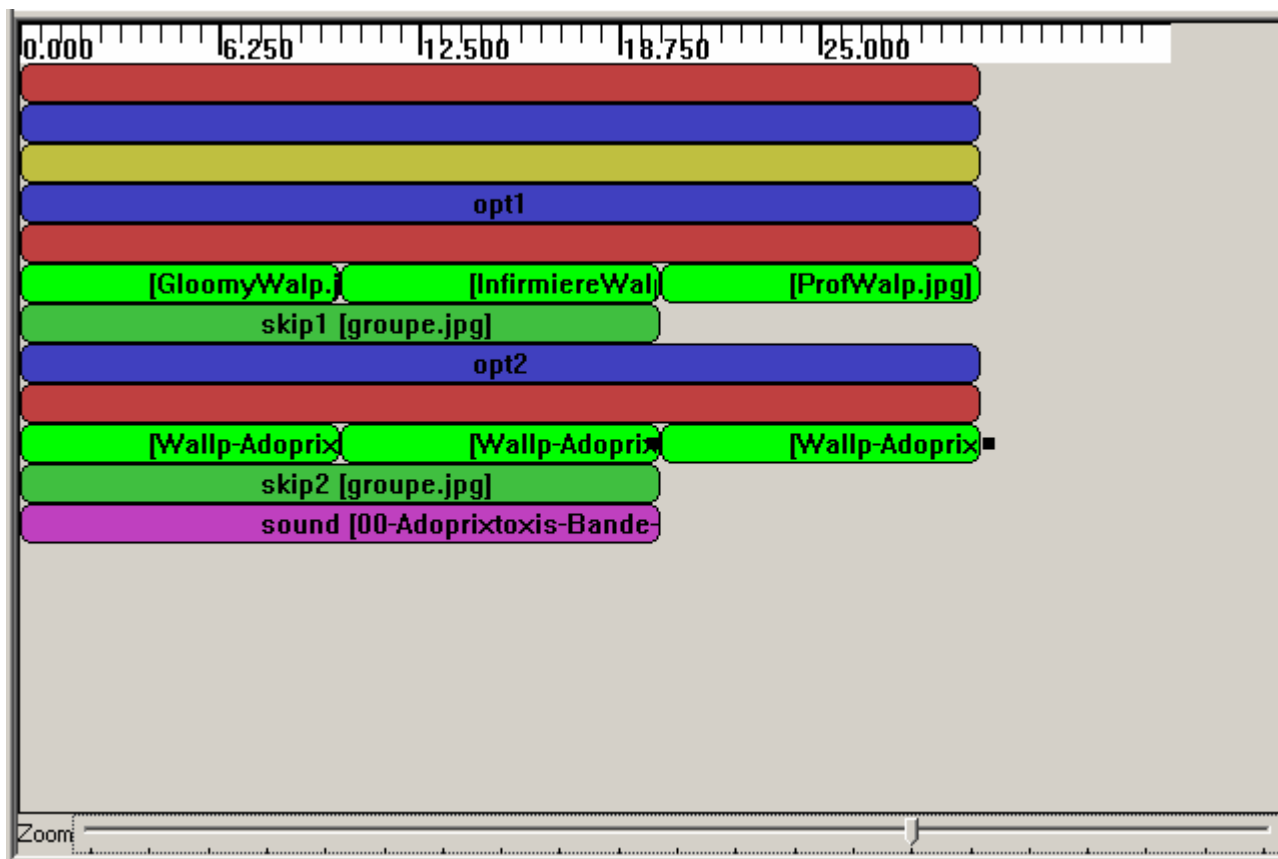 0.000 6.250 12.500 18.750 25.000
opt1
[GloomyWalp.j [InfirmiereWalp [ProfWalp.jpg]
skip1 [groupe.jpg]
opt2
[Wallp-Adoprix [Wallp-Adoprix [Wallp-Adoprix
skip2 [groupe.jpg]
sound [00-Adoprixtoxis-Bande-
Zoom